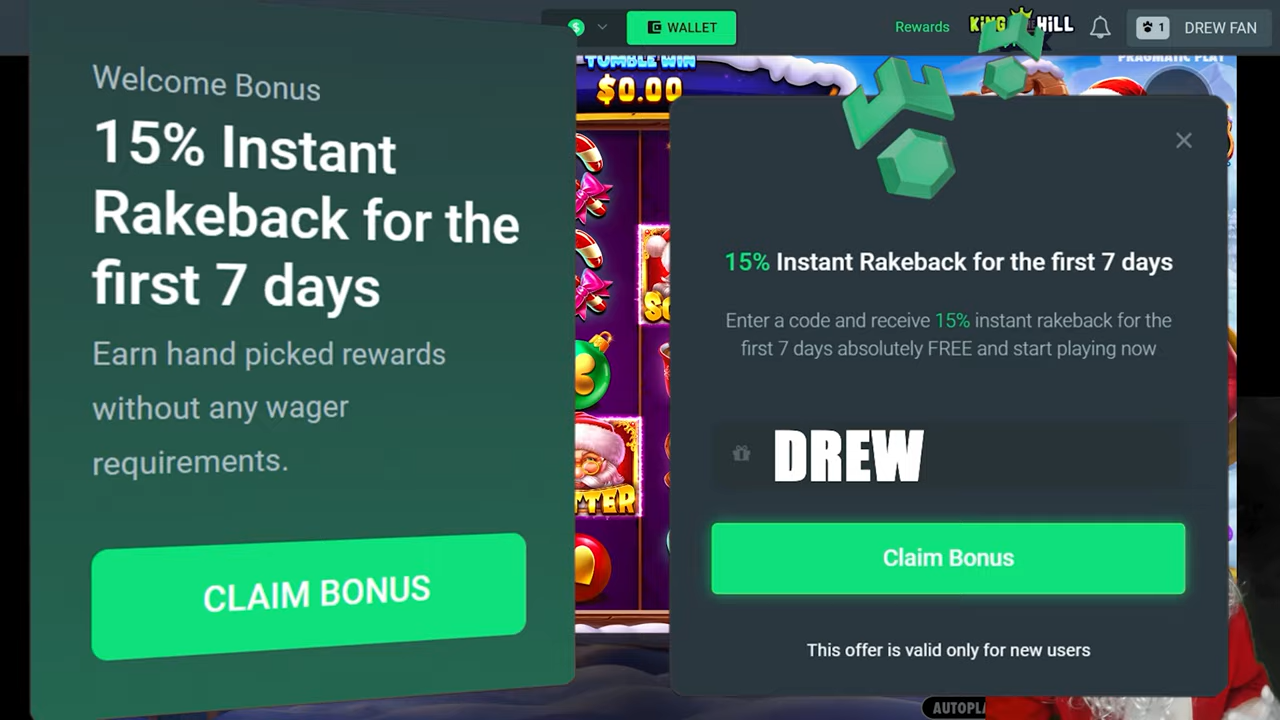 WALLET
Rewards
KING HILL
1
DREW FAN
Welcome Bonus
15% Instant
Rakeback for the
first 7 days
Earn hand picked rewards
without any wager
requirements.
CLAIM BONUS
TUMBLE WIN
$0.00
PRAGMATIC PLAY
15% Instant Rakeback for the first 7 days
Enter a code and receive 15% instant rakeback for the
first 7 days absolutely FREE and start playing now
DREW
Claim Bonus
This offer is valid only for new users